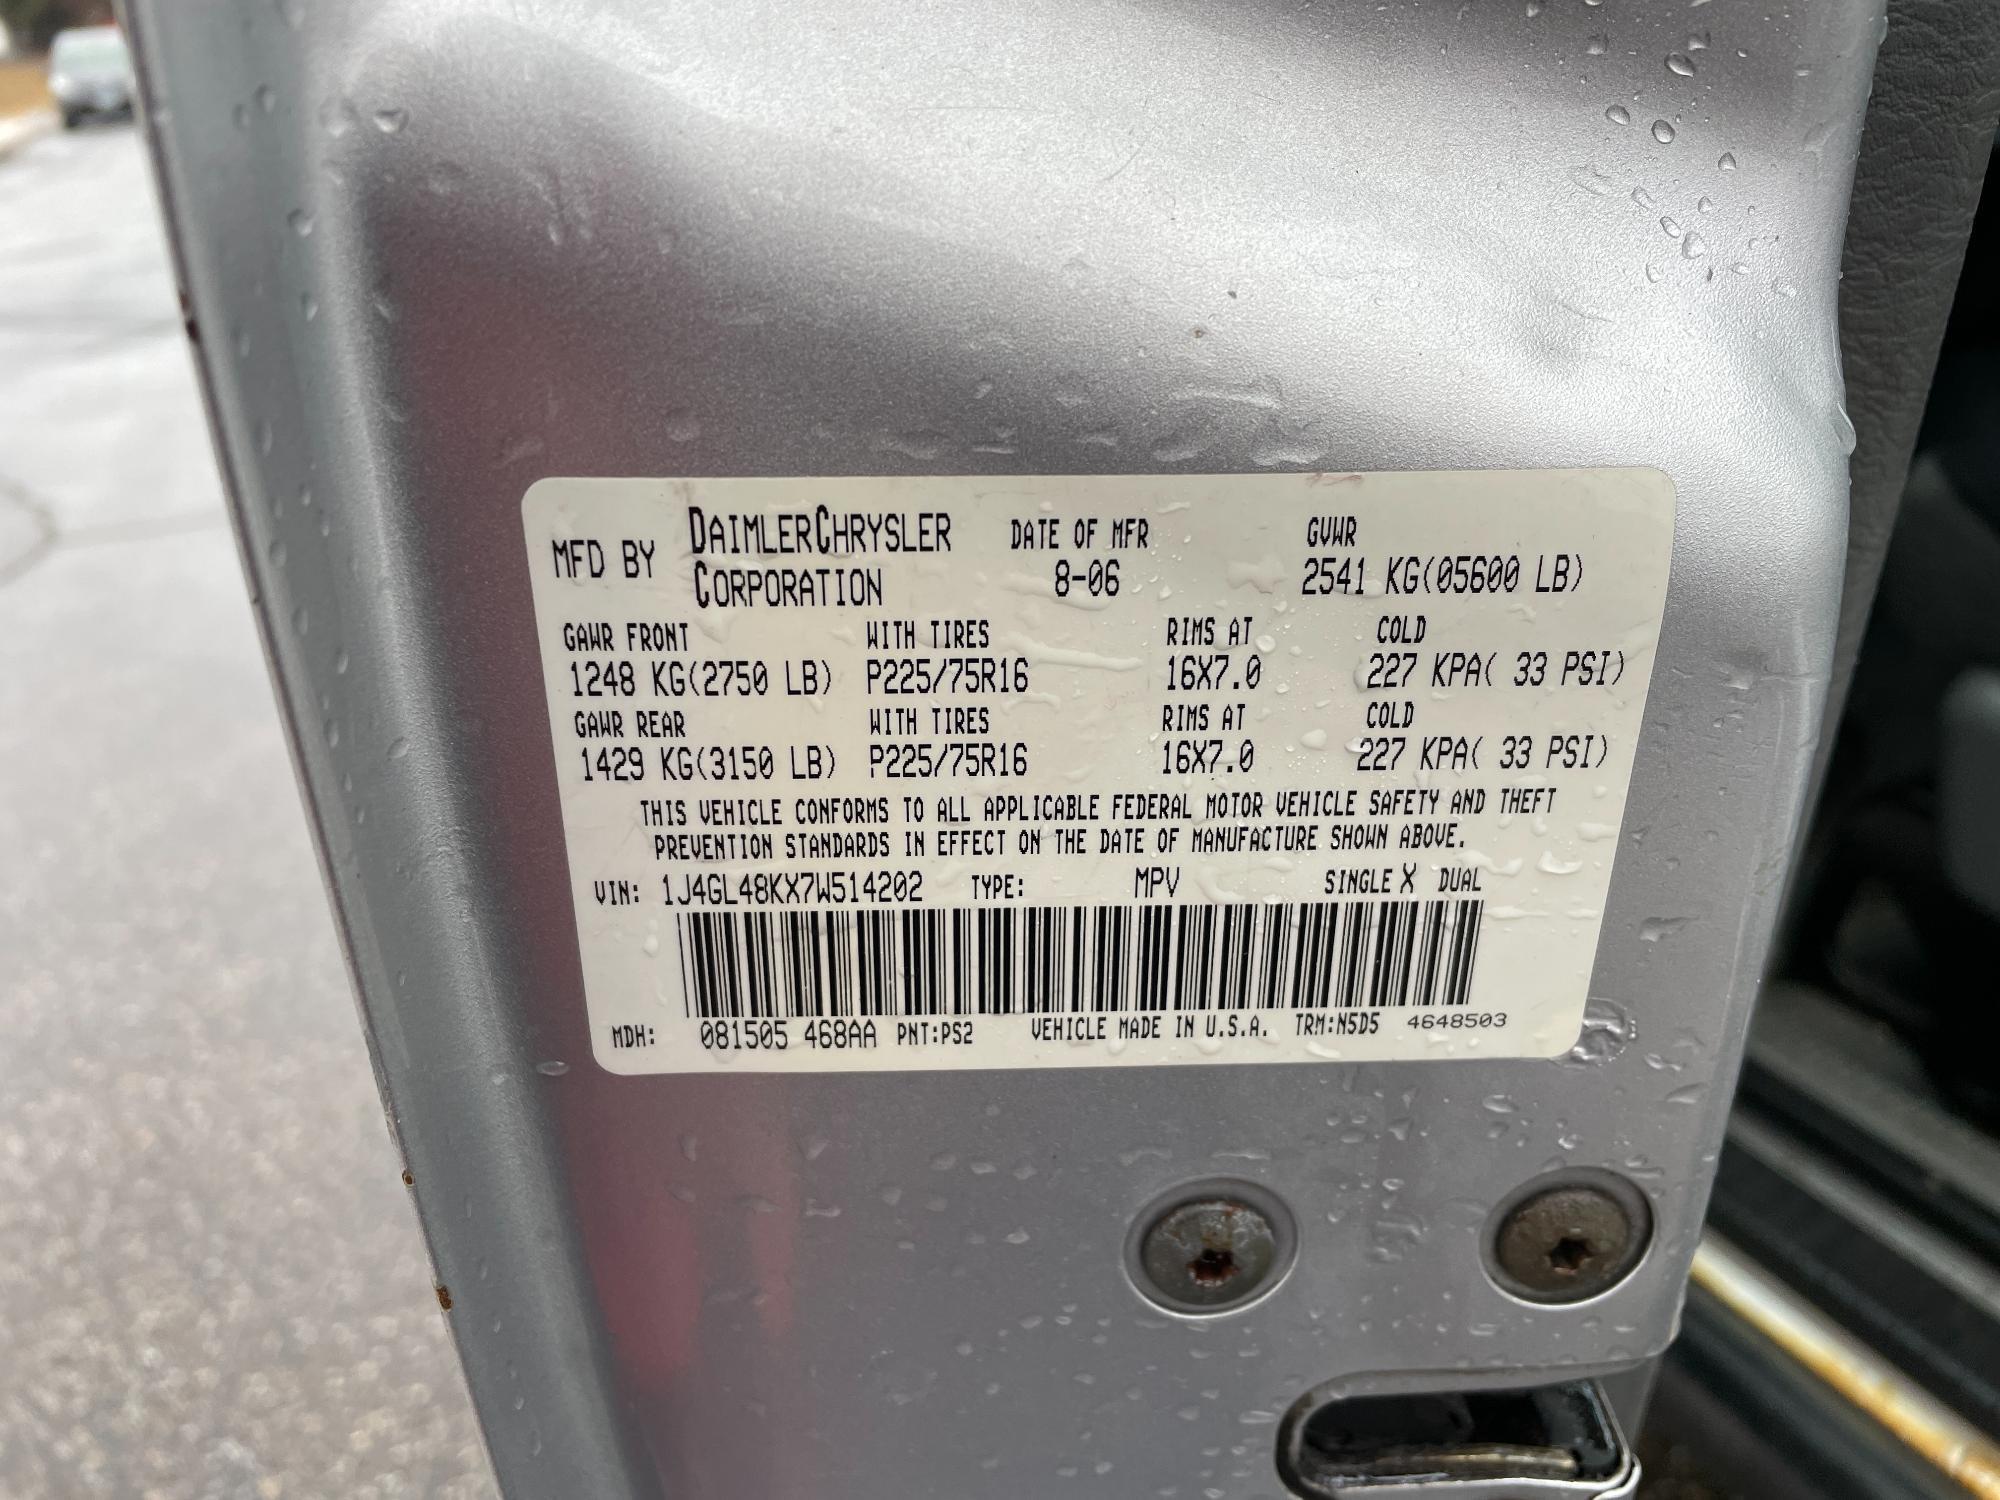 MFD BY DAIMLERCHRYSLER CORPORATION DATE OF MFR 8-06 GVWR 2541 KG(05600 LB)
GAWR FRONT WITH TIRES RIMS AT COLD
1248 KG(2750 LB) P225/75R16 16X7.0 227 KPA( 33 PSI)
GAWR REAR WITH TIRES RIMS AT COLD
1429 KG(3150 LB) P225/75R16 16X7.0 227 KPA( 33 PSI)
THIS VEHICLE CONFORMS TO ALL APPLICABLE FEDERAL MOTOR VEHICLE SAFETY AND THEFT
PREVENTION STANDARDS IN EFFECT ON THE DATE OF MANUFACTURE SHOWN ABOVE.
VIN: 1J4GL48KX7W514202 TYPE: MPV SINGLE X DUAL
MDH: 081505 468AA PNT:PS2 VEHICLE MADE IN U.S.A. TRM:N5D5 4648503